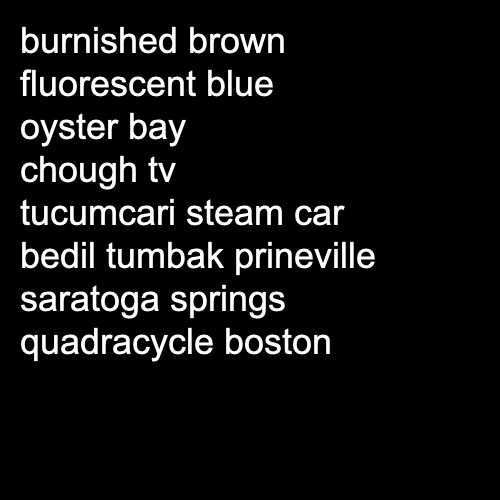 burnished brown
fluorescent blue
oyster bay
chough tv
tucumcari steam car
bedil tumbak prineville
saratoga springs
quadracycle boston